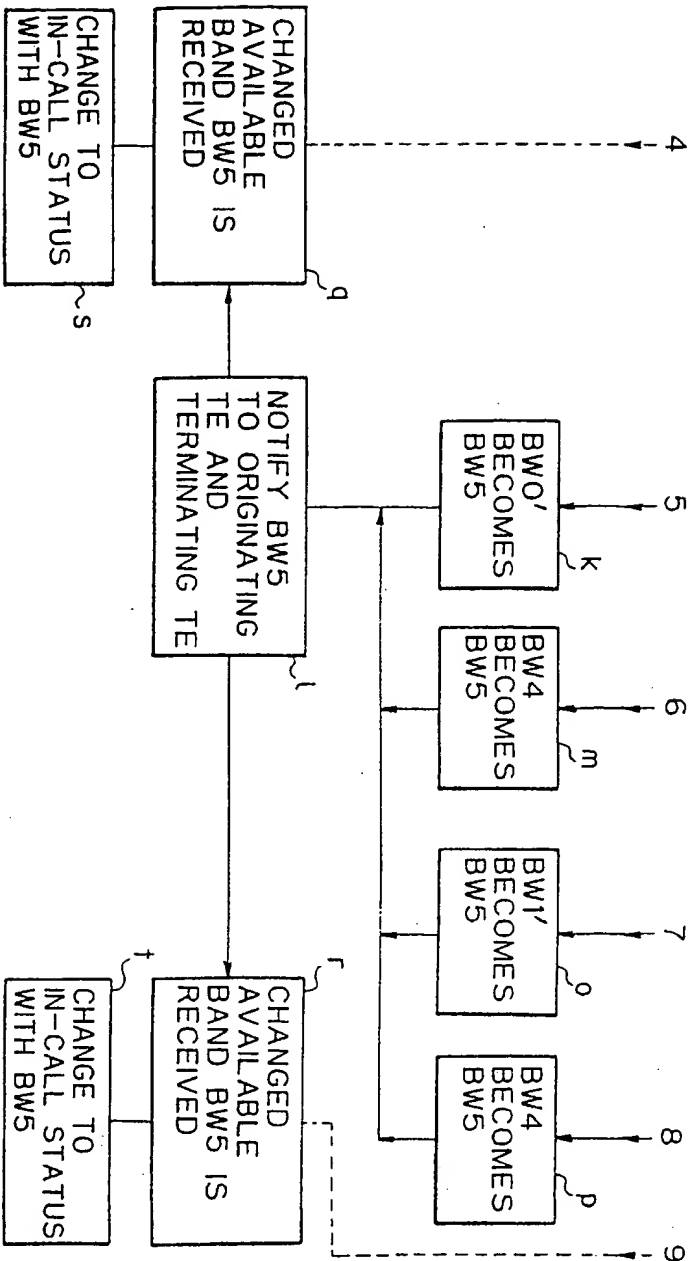 4
5
6
7
8
9
k
BW0'
BECOMES
BW5
m
BW4
BECOMES
BW5
o
BW1'
BECOMES
BW5
p
BW4
BECOMES
BW5
q
CHANGED
AVAILABLE
BAND BW5 IS
RECEIVED
l
NOTIFY BW5
TO ORIGINATING
TE AND
TERMINATING TE
r
CHANGED
AVAILABLE
BAND BW5 IS
RECEIVED
s
CHANGE TO
IN-CALL STATUS
WITH BW5
t
CHANGE TO
IN-CALL STATUS
WITH BW5